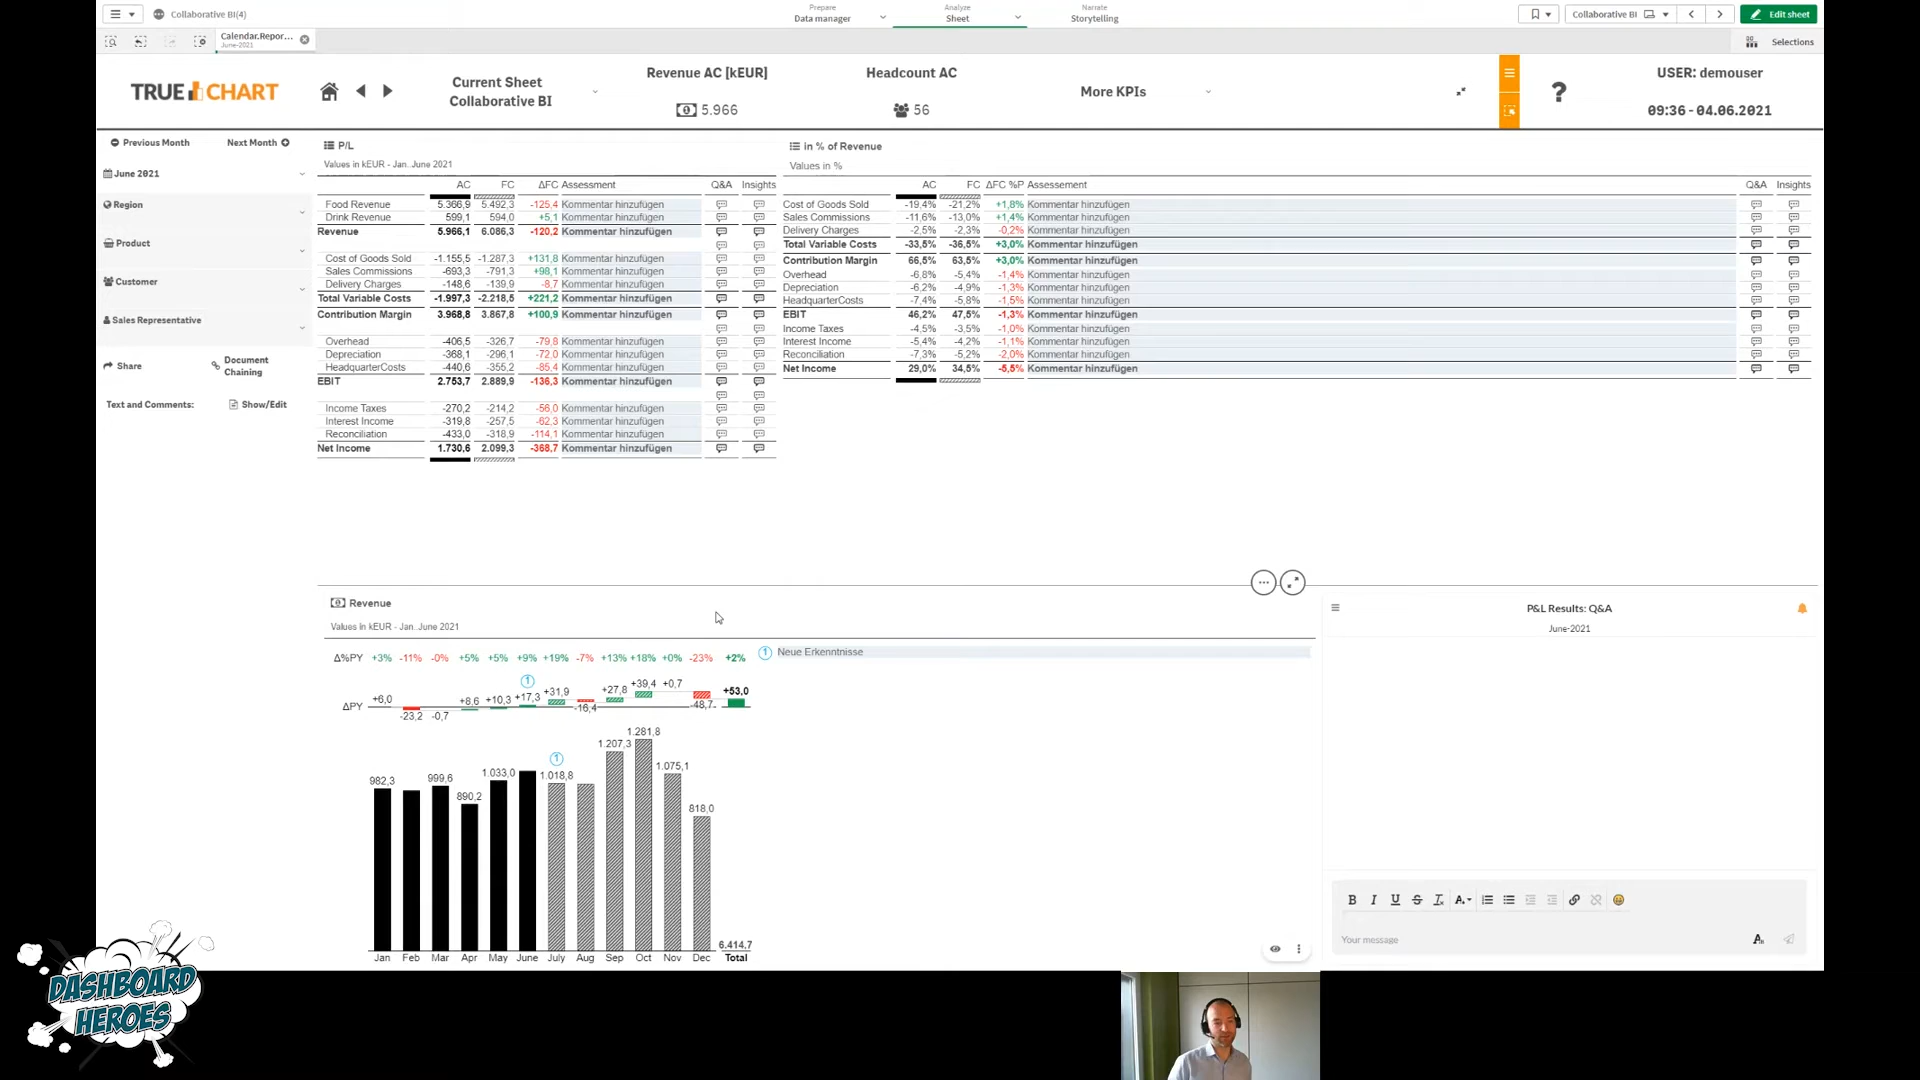 Collaborative BI(4)
Prepare
Data manager
Analyze
Sheet
Narrate
Storytelling
Collaborative BI
Edit sheet
Calendar.Repor...
June-2021
Selections
TRUECHART
Current Sheet
Collaborative BI
Revenue AC [kEUR]
5.966
Headcount AC
56
More KPIs
?
USER: demouser
09:36 - 04.06.2021
Previous Month
Next Month
June 2021
Region
Product
Customer
Sales Representative
Share
Document
Chaining
Text and Comments:
Show/Edit
P/L
Values in kEUR - Jan..June 2021
AC FC ΔFC Assessment Q&A Insights
Food Revenue 5.366,9 5.492,3 -125,4 Kommentar hinzufügen
Drink Revenue 599,1 594,0 +5,1 Kommentar hinzufügen
Revenue 5.966,1 6.086,3 -120,2 Kommentar hinzufügen
Cost of Goods Sold -1.155,5 -1.287,3 +131,8 Kommentar hinzufügen
Sales Commissions -693,3 -791,3 +98,1 Kommentar hinzufügen
Delivery Charges -148,6 -139,9 -8,7 Kommentar hinzufügen
Total Variable Costs -1.997,3 -2.218,5 +221,2 Kommentar hinzufügen
Contribution Margin 3.968,8 3.867,8 +100,9 Kommentar hinzufügen
Overhead -406,5 -326,7 -79,8 Kommentar hinzufügen
Depreciation -368,1 -296,1 -72,0 Kommentar hinzufügen
HeadquarterCosts -440,6 -355,2 -85,4 Kommentar hinzufügen
EBIT 2.753,7 2.889,9 -136,3 Kommentar hinzufügen
Income Taxes -270,2 -214,2 -56,0 Kommentar hinzufügen
Interest Income -319,8 -257,5 -62,3 Kommentar hinzufügen
Reconciliation -433,0 -318,9 -114,1 Kommentar hinzufügen
Net Income 1.730,6 2.099,3 -368,7 Kommentar hinzufügen
in % of Revenue
Values in %
AC FC ΔFC %P Assessement Q&A Insights
Cost of Goods Sold -19,4% -21,2% +1,8% Kommentar hinzufügen
Sales Commissions -11,6% -13,0% +1,4% Kommentar hinzufügen
Delivery Charges -2,5% -2,3% -0,2% Kommentar hinzufügen
Total Variable Costs -33,5% -36,5% +3,0% Kommentar hinzufügen
Contribution Margin 66,5% 63,5% +3,0% Kommentar hinzufügen
Overhead -6,8% -5,4% -1,4% Kommentar hinzufügen
Depreciation -6,2% -4,9% -1,3% Kommentar hinzufügen
HeadquarterCosts -7,4% -5,8% -1,5% Kommentar hinzufügen
EBIT 46,2% 47,5% -1,3% Kommentar hinzufügen
Income Taxes -4,5% -3,5% -1,0% Kommentar hinzufügen
Interest Income -5,4% -4,2% -1,1% Kommentar hinzufügen
Reconciliation -7,3% -5,2% -2,0% Kommentar hinzufügen
Net Income 29,0% 34,5% -5,5% Kommentar hinzufügen
Revenue
Values in kEUR - Jan..June 2021
Δ%PY +3% -11% -0% +5% +5% +9% +19% -7% +13% +18% +0% -23% +2%
1 Neue Erkenntnisse
1
ΔPY +6,0 -23,2 -0,7 +8,6 +10,3 +17,3 +31,9 -16,4 +27,8 +39,4 +0,7 -48,7 +53,0
1
982,3 999,6 890,2 1.033,0 1.018,8 1.207,3 1.281,8 1.075,1 818,0 6.414,7
Jan Feb Mar Apr May June July Aug Sep Oct Nov Dec Total
P&L Results: Q&A
June-2021
B I U S Tx A
Your message
A
DASHBOARD
HEROES